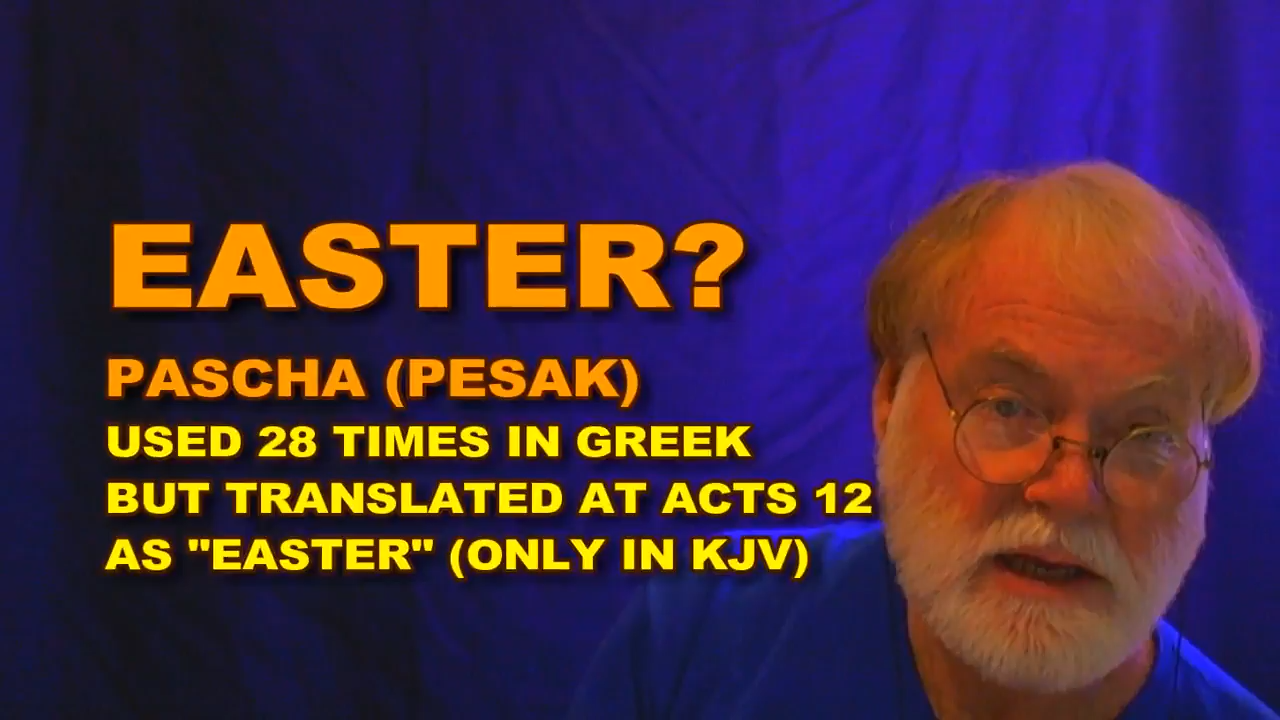 EASTER?
PASCHA (PESAK)
USED 28 TIMES IN GREEK
BUT TRANSLATED AT ACTS 12
AS "EASTER" (ONLY IN KJV)